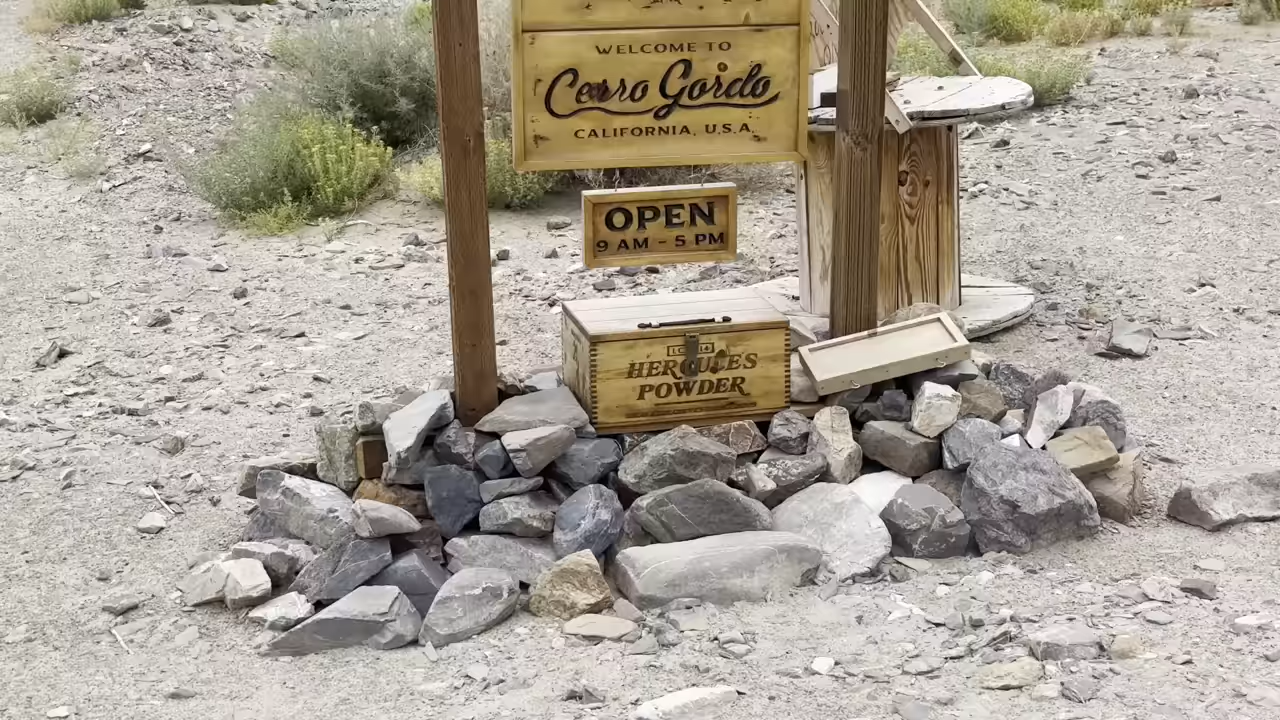 WELCOME TO
Cerro Gordo
CALIFORNIA, U.S.A.
OPEN
9 AM - 5 PM
HERCULES
POWDER